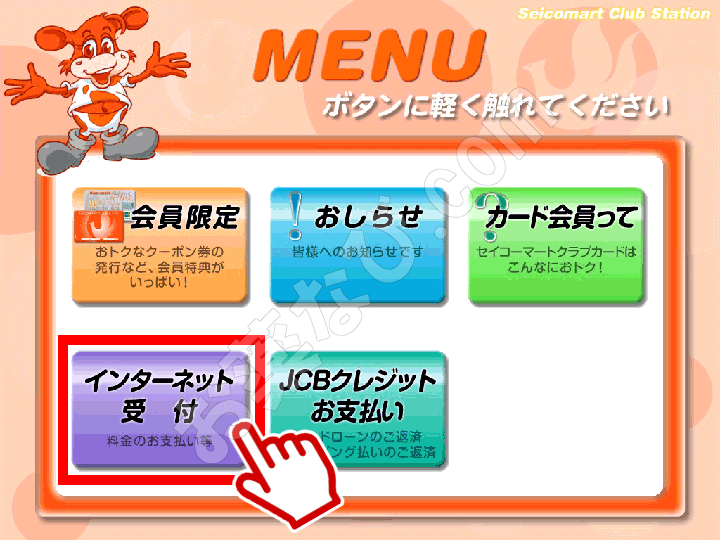 Seicomart Club Station
MENU
ボタンに軽く触れてください
会員限定
おトクなクーポン券の
発行など、会員特典が
いっぱい!
! おしらせ
皆様へのお知らせです
? カード会員って
セイコーマートクラブカードは
こんなにおトク!
インターネット
受 付
料金のお支払い等
JCBクレジット
お支払い
ドローンのご返済
ング払いのご返済
お薬なび.com